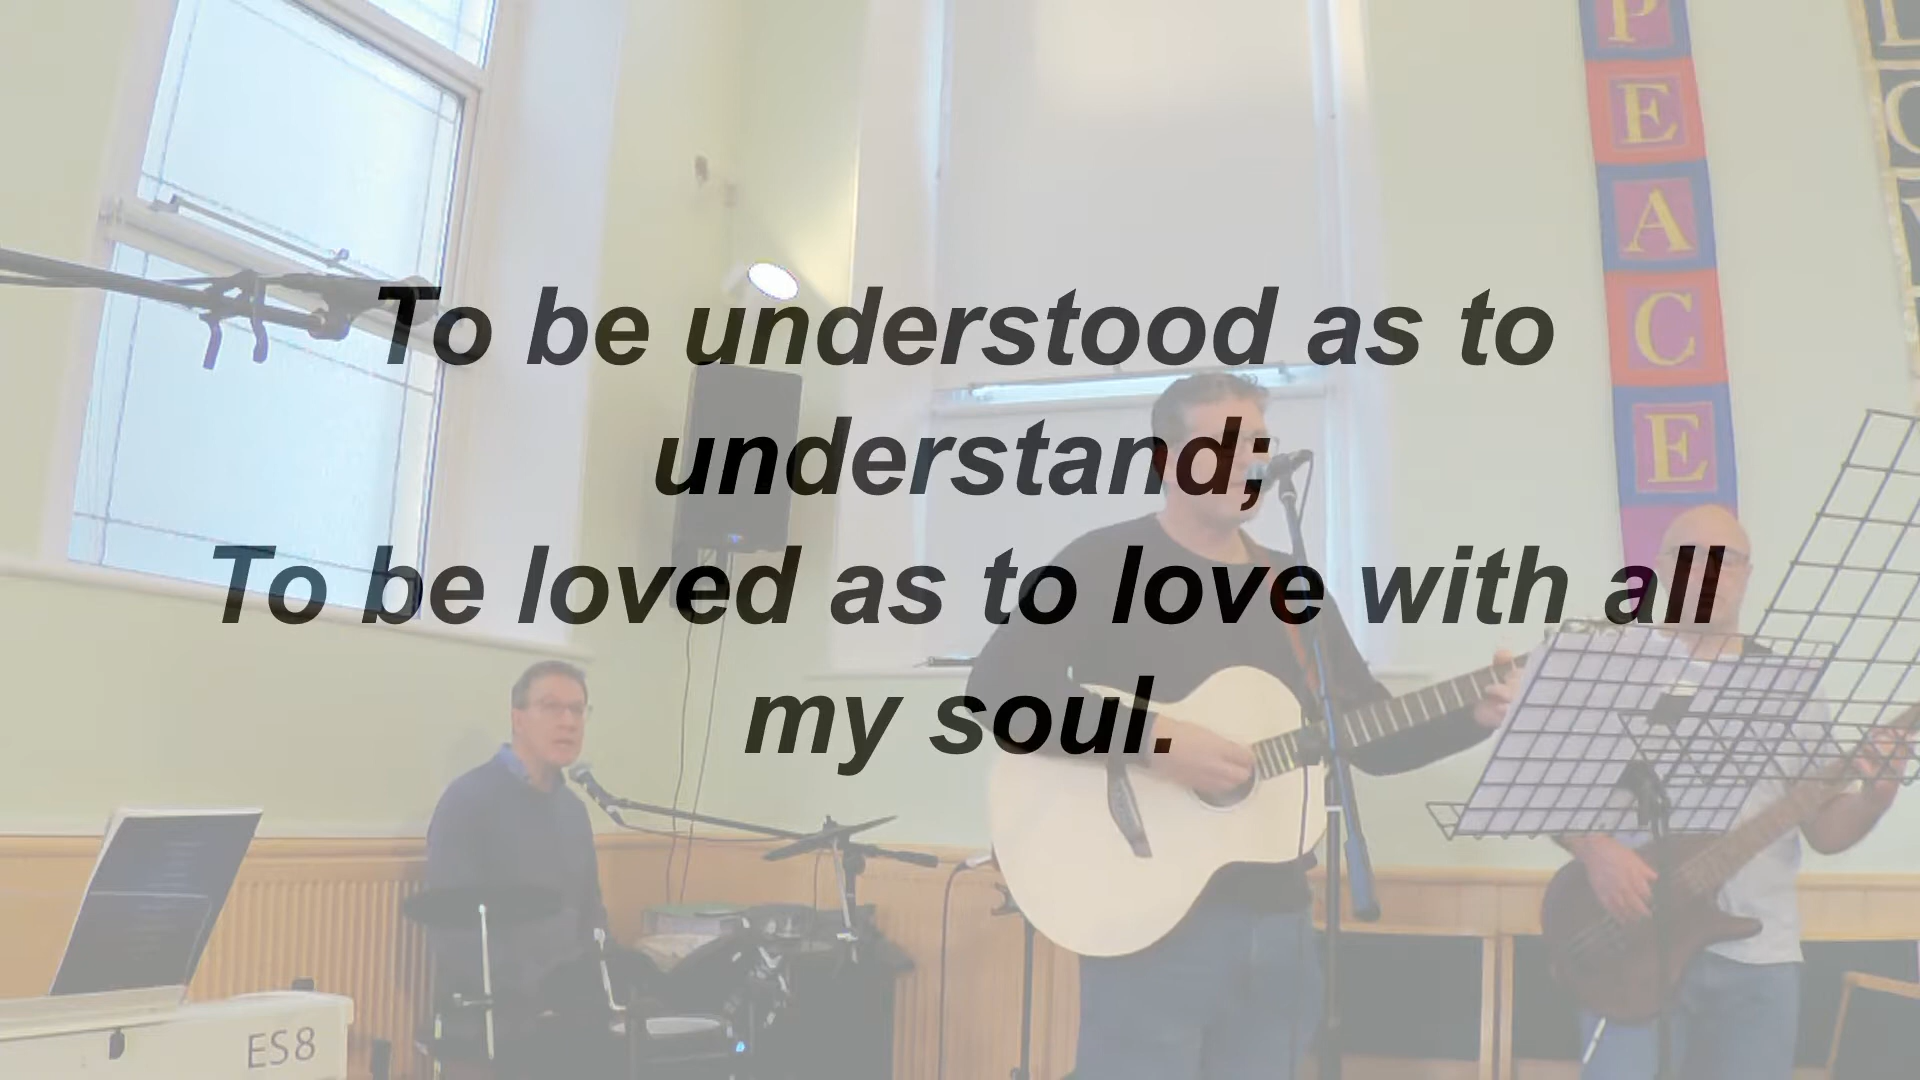 To be understood as to
understand;
To be loved as to love with all
my soul.
PEACE
ES8